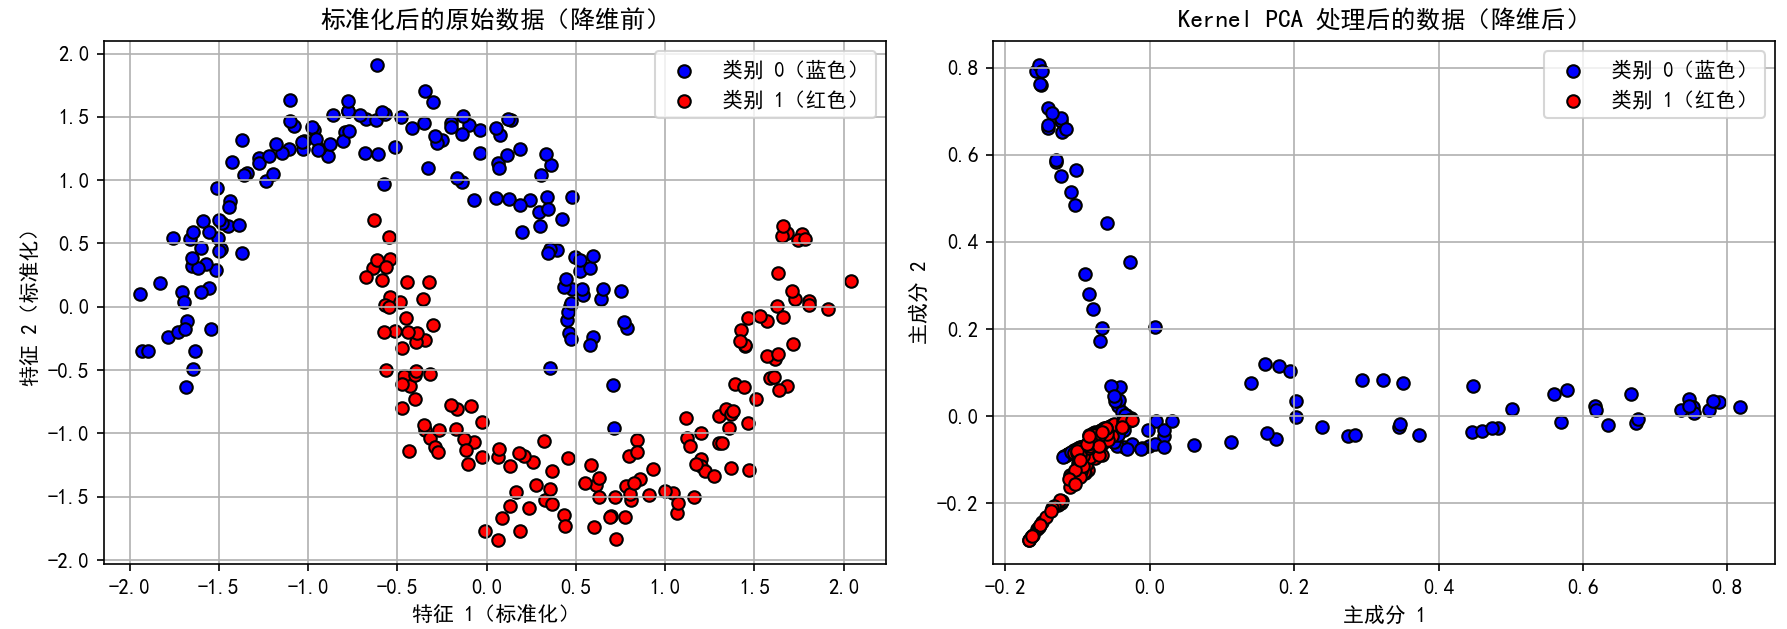 标准化后的原始数据（降维前）
类别 0（蓝色）
类别 1（红色）
2.0
1.5
1.0
0.5
0.0
−0.5
−1.0
−1.5
−2.0
特征 2（标准化）
−2.0 −1.5 −1.0 −0.5 0.0 0.5 1.0 1.5 2.0
特征 1（标准化）
Kernel PCA 处理后的数据（降维后）
类别 0（蓝色）
类别 1（红色）
0.8
0.6
0.4
0.2
0.0
−0.2
主成分 2
−0.2 0.0 0.2 0.4 0.6 0.8
主成分 1